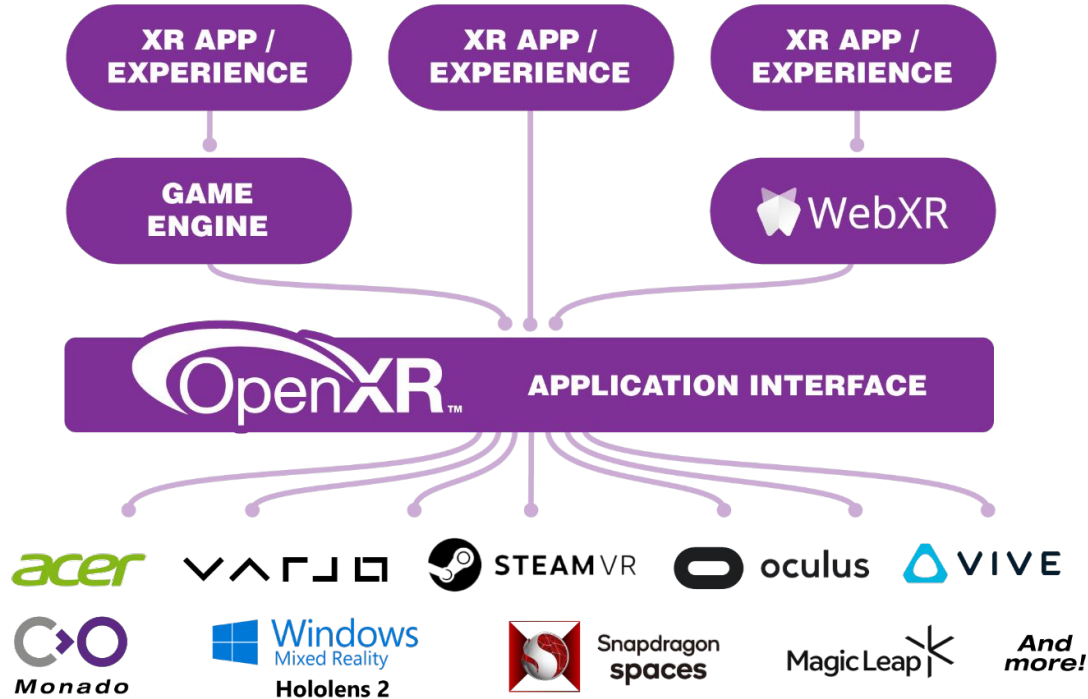 XR APP /
EXPERIENCE
XR APP /
EXPERIENCE
XR APP /
EXPERIENCE
GAME
ENGINE
WebXR
OpenXR™
APPLICATION INTERFACE
acer
VARJO
STEAMVR
oculus
VIVE
Monado
Windows
Mixed Reality
Hololens 2
Snapdragon
spaces
Magic Leap
And
more!